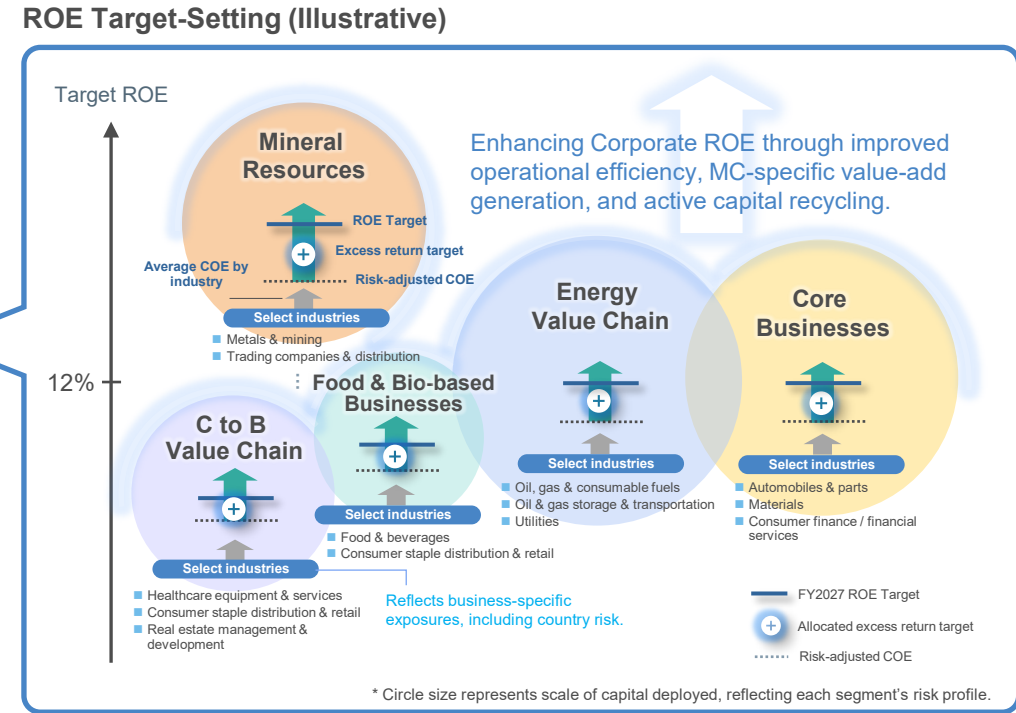 ROE Target-Setting (Illustrative)
Target ROE
12%
Mineral
Resources
ROE Target
Excess return target
Average COE by
industry
Risk-adjusted COE
Select industries
Metals & mining
Trading companies & distribution
Enhancing Corporate ROE through improved
operational efficiency, MC-specific value-add
generation, and active capital recycling.
C to B
Value Chain
Select industries
Healthcare equipment & services
Consumer staple distribution & retail
Real estate management &
development
Food & Bio-based
Businesses
Select industries
Food & beverages
Consumer staple distribution & retail
Energy
Value Chain
Select industries
Oil, gas & consumable fuels
Oil & gas storage & transportation
Utilities
Core
Businesses
Select industries
Automobiles & parts
Materials
Consumer finance / financial
services
Reflects business-specific
exposures, including country risk.
FY2027 ROE Target
Allocated excess return target
Risk-adjusted COE
* Circle size represents scale of capital deployed, reflecting each segment's risk profile.